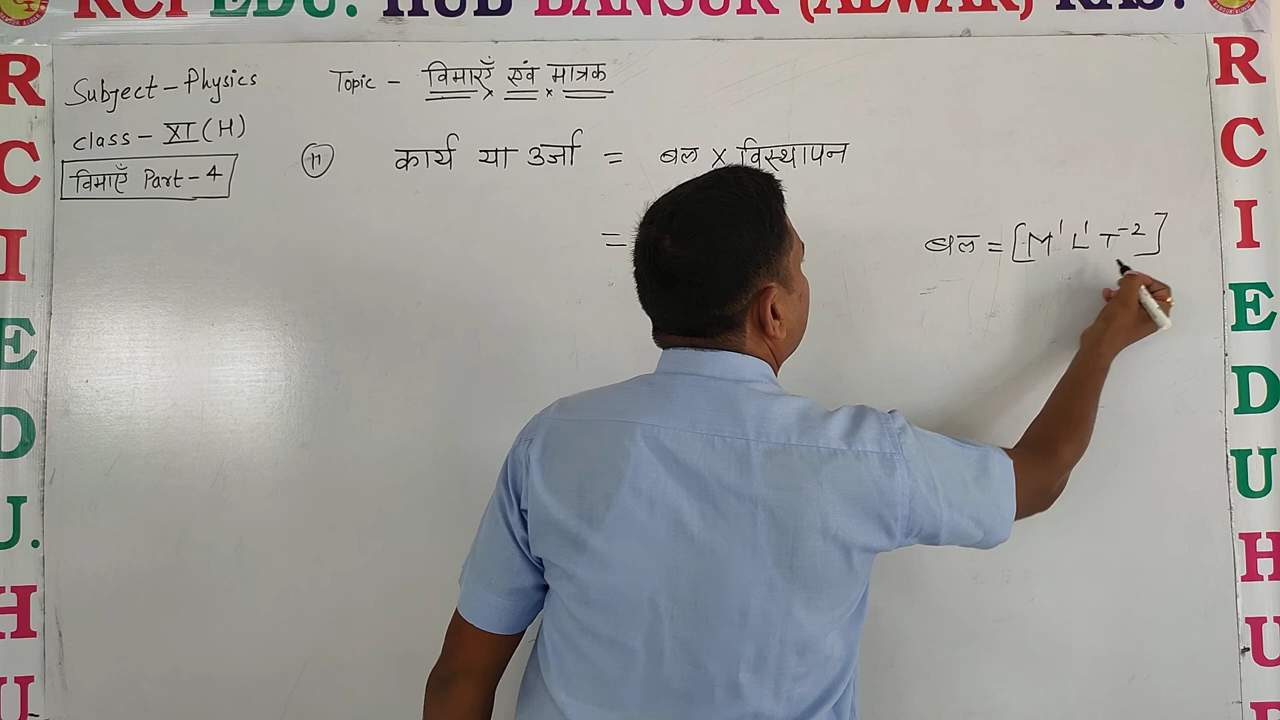 RCI EDU. HUB BANSUR (ALWAR) RAJ.
Subject - Physics
Topic - विमाएँ एवं मात्रक
class - XI (H)
विमाएँ Part - 4
(11) कार्य या उर्जा = बल × विस्थापन
=
बल = [M¹ L¹ T⁻²]
R
C
I
E
D
U.
H
U
R
C
I
E
D
U
H
U